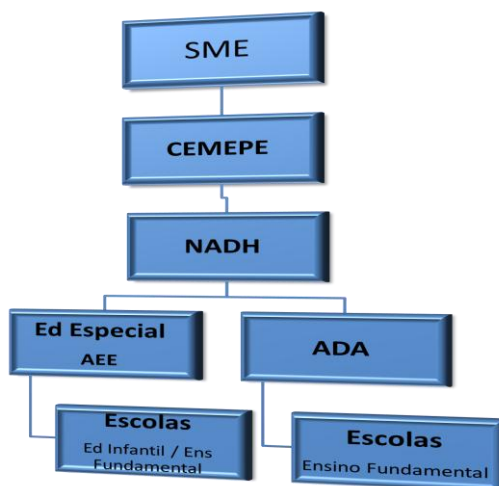 SME
CEMEPE
NADH
Ed Especial
AEE
ADA
Escolas
Ed Infantil / Ens
Fundamental
Escolas
Ensino Fundamental